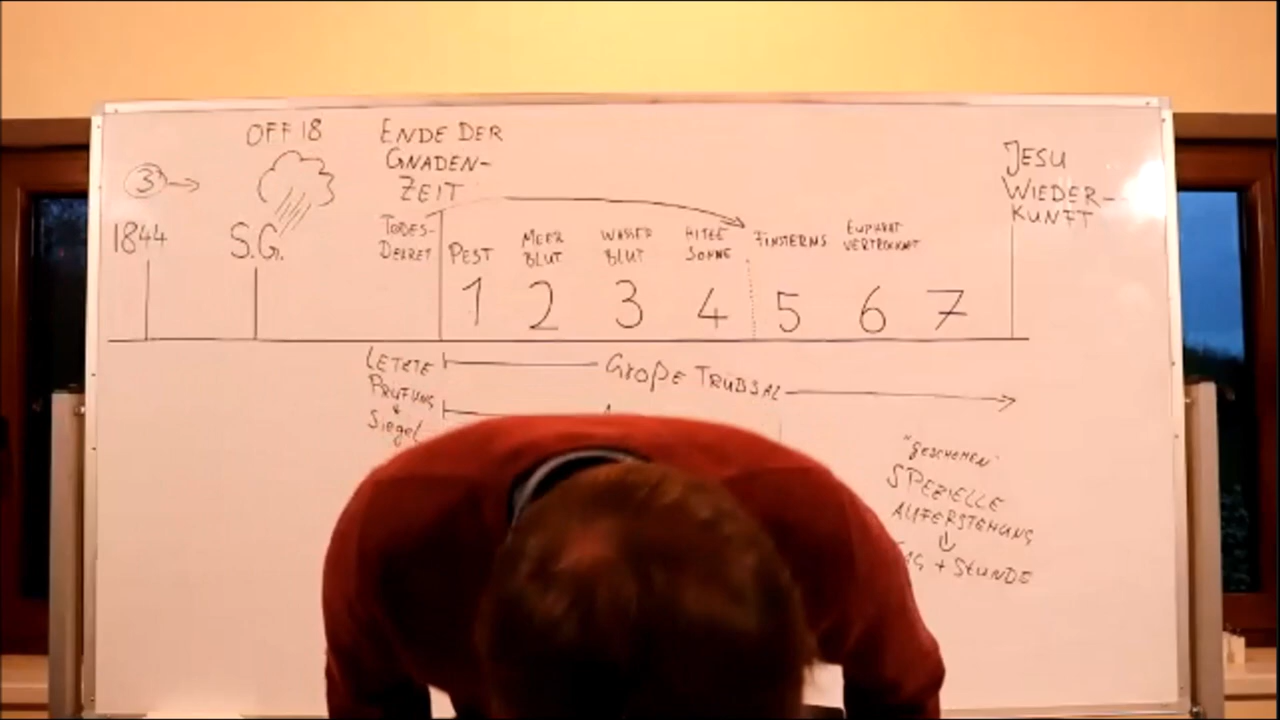 OFF 18
ENDE DER
GNADEN-
ZEIT
JESU
WIEDER-
KUNFT
3
1844
S.G.
TODES-
DEKRET
PEST
MEER
BLUT
WASSER
BLUT
HITZE
SONNE
FINSTERNIS
EUPHRAT
VERTROCKNET
1 2 3 4 5 6 7
LETZTE
PRÜFUNG
+
Siegel
GROßE TRÜBSAL
"GESCHEHEN"
SPEZIELLE
AUFERSTEHUNG
+ STUNDE